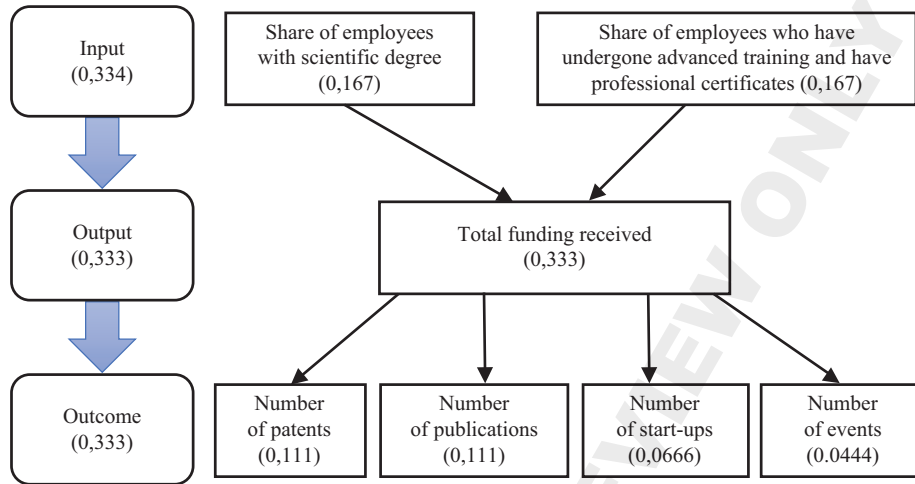 Input
(0,334)
Share of employees
with scientific degree
(0,167)
Share of employees who have
undergone advanced training and have
professional certificates (0,167)
Output
(0,333)
Total funding received
(0,333)
Outcome
(0,333)
Number
of patents
(0,111)
Number
of publications
(0,111)
Number
of start-ups
(0,0666)
Number
of events
(0.0444)
VIEW ONLY